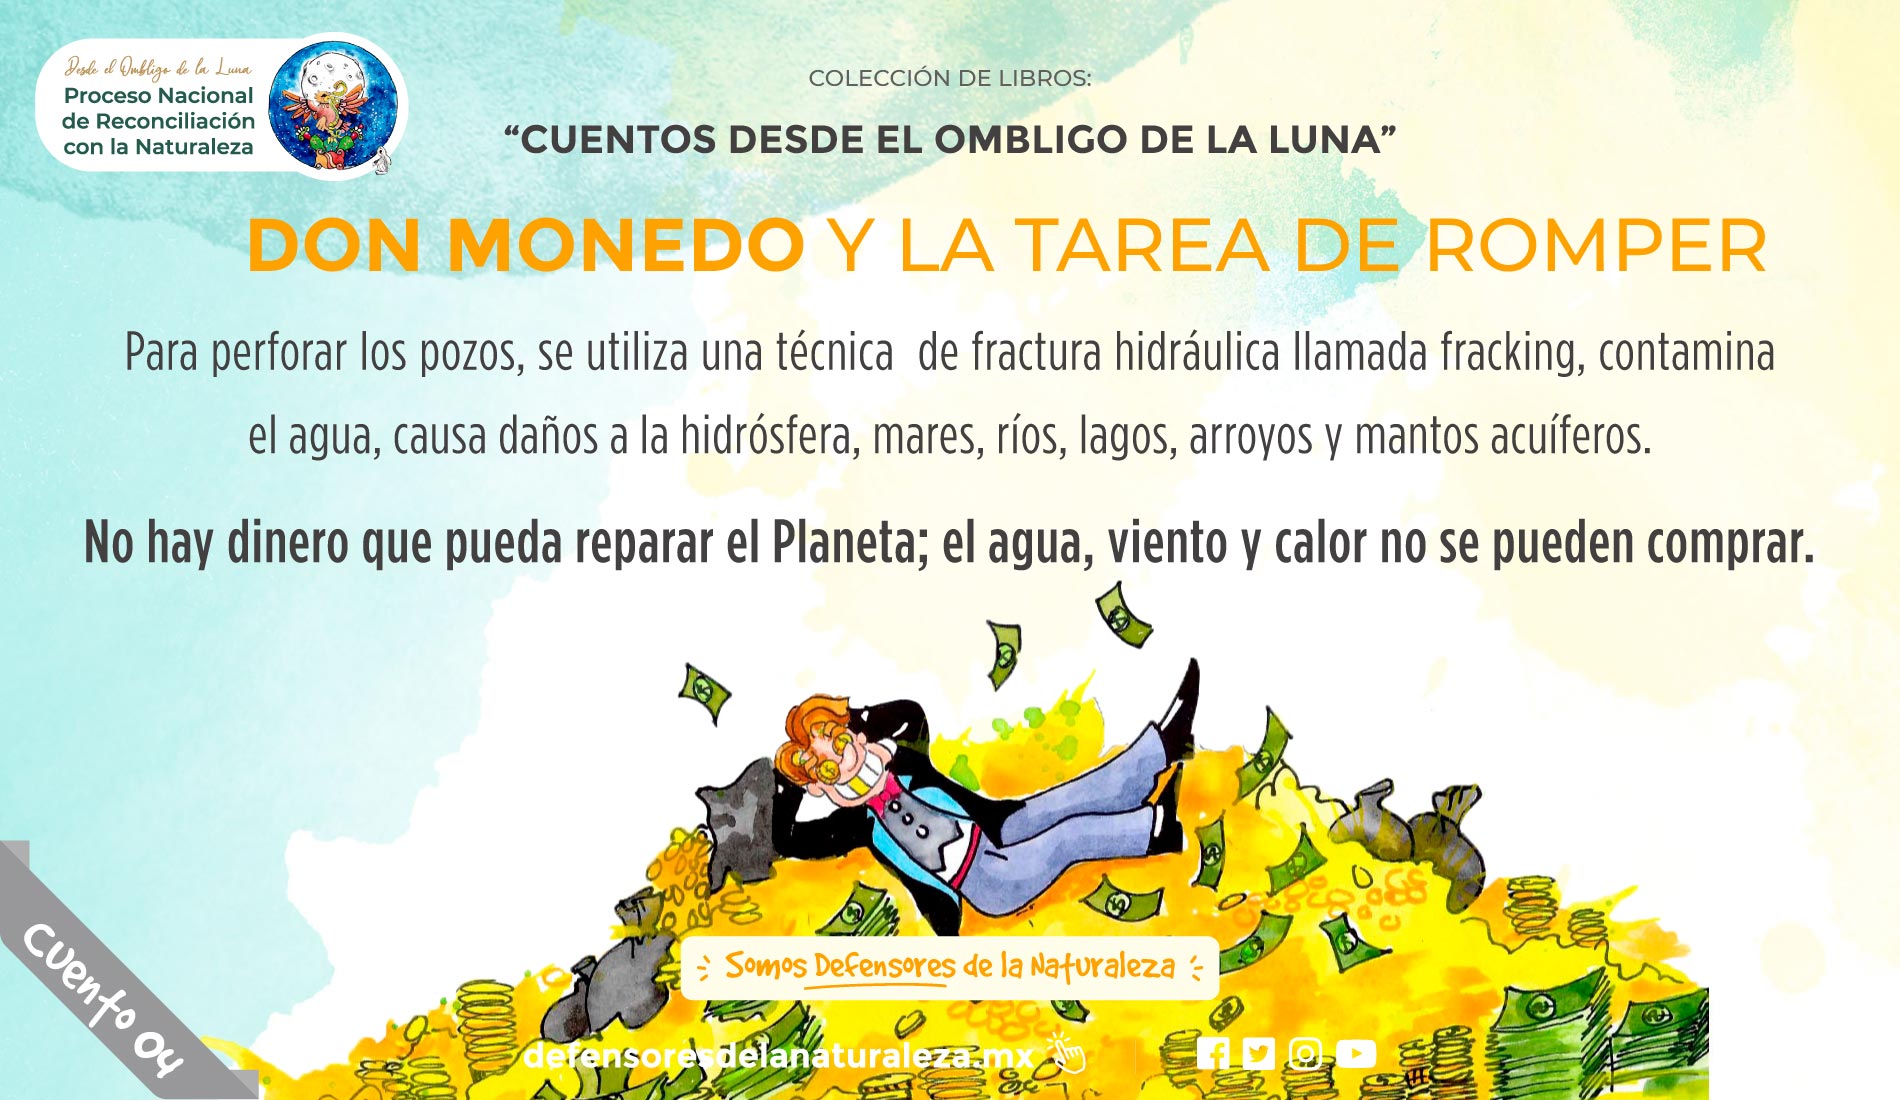 Desde el Ombligo de la Luna
Proceso Nacional
de Reconciliación
con la Naturaleza
COLECCIÓN DE LIBROS:
“CUENTOS DESDE EL OMBLIGO DE LA LUNA”
DON MONEDO Y LA TAREA DE ROMPER
Para perforar los pozos, se utiliza una técnica de fractura hidráulica llamada fracking, contamina
el agua, causa daños a la hidrósfera, mares, ríos, lagos, arroyos y mantos acuíferos.
No hay dinero que pueda reparar el Planeta; el agua, viento y calor no se pueden comprar.
Somos Defensores de la Naturaleza
Cuento 04
defensoresdelanaturaleza.mx